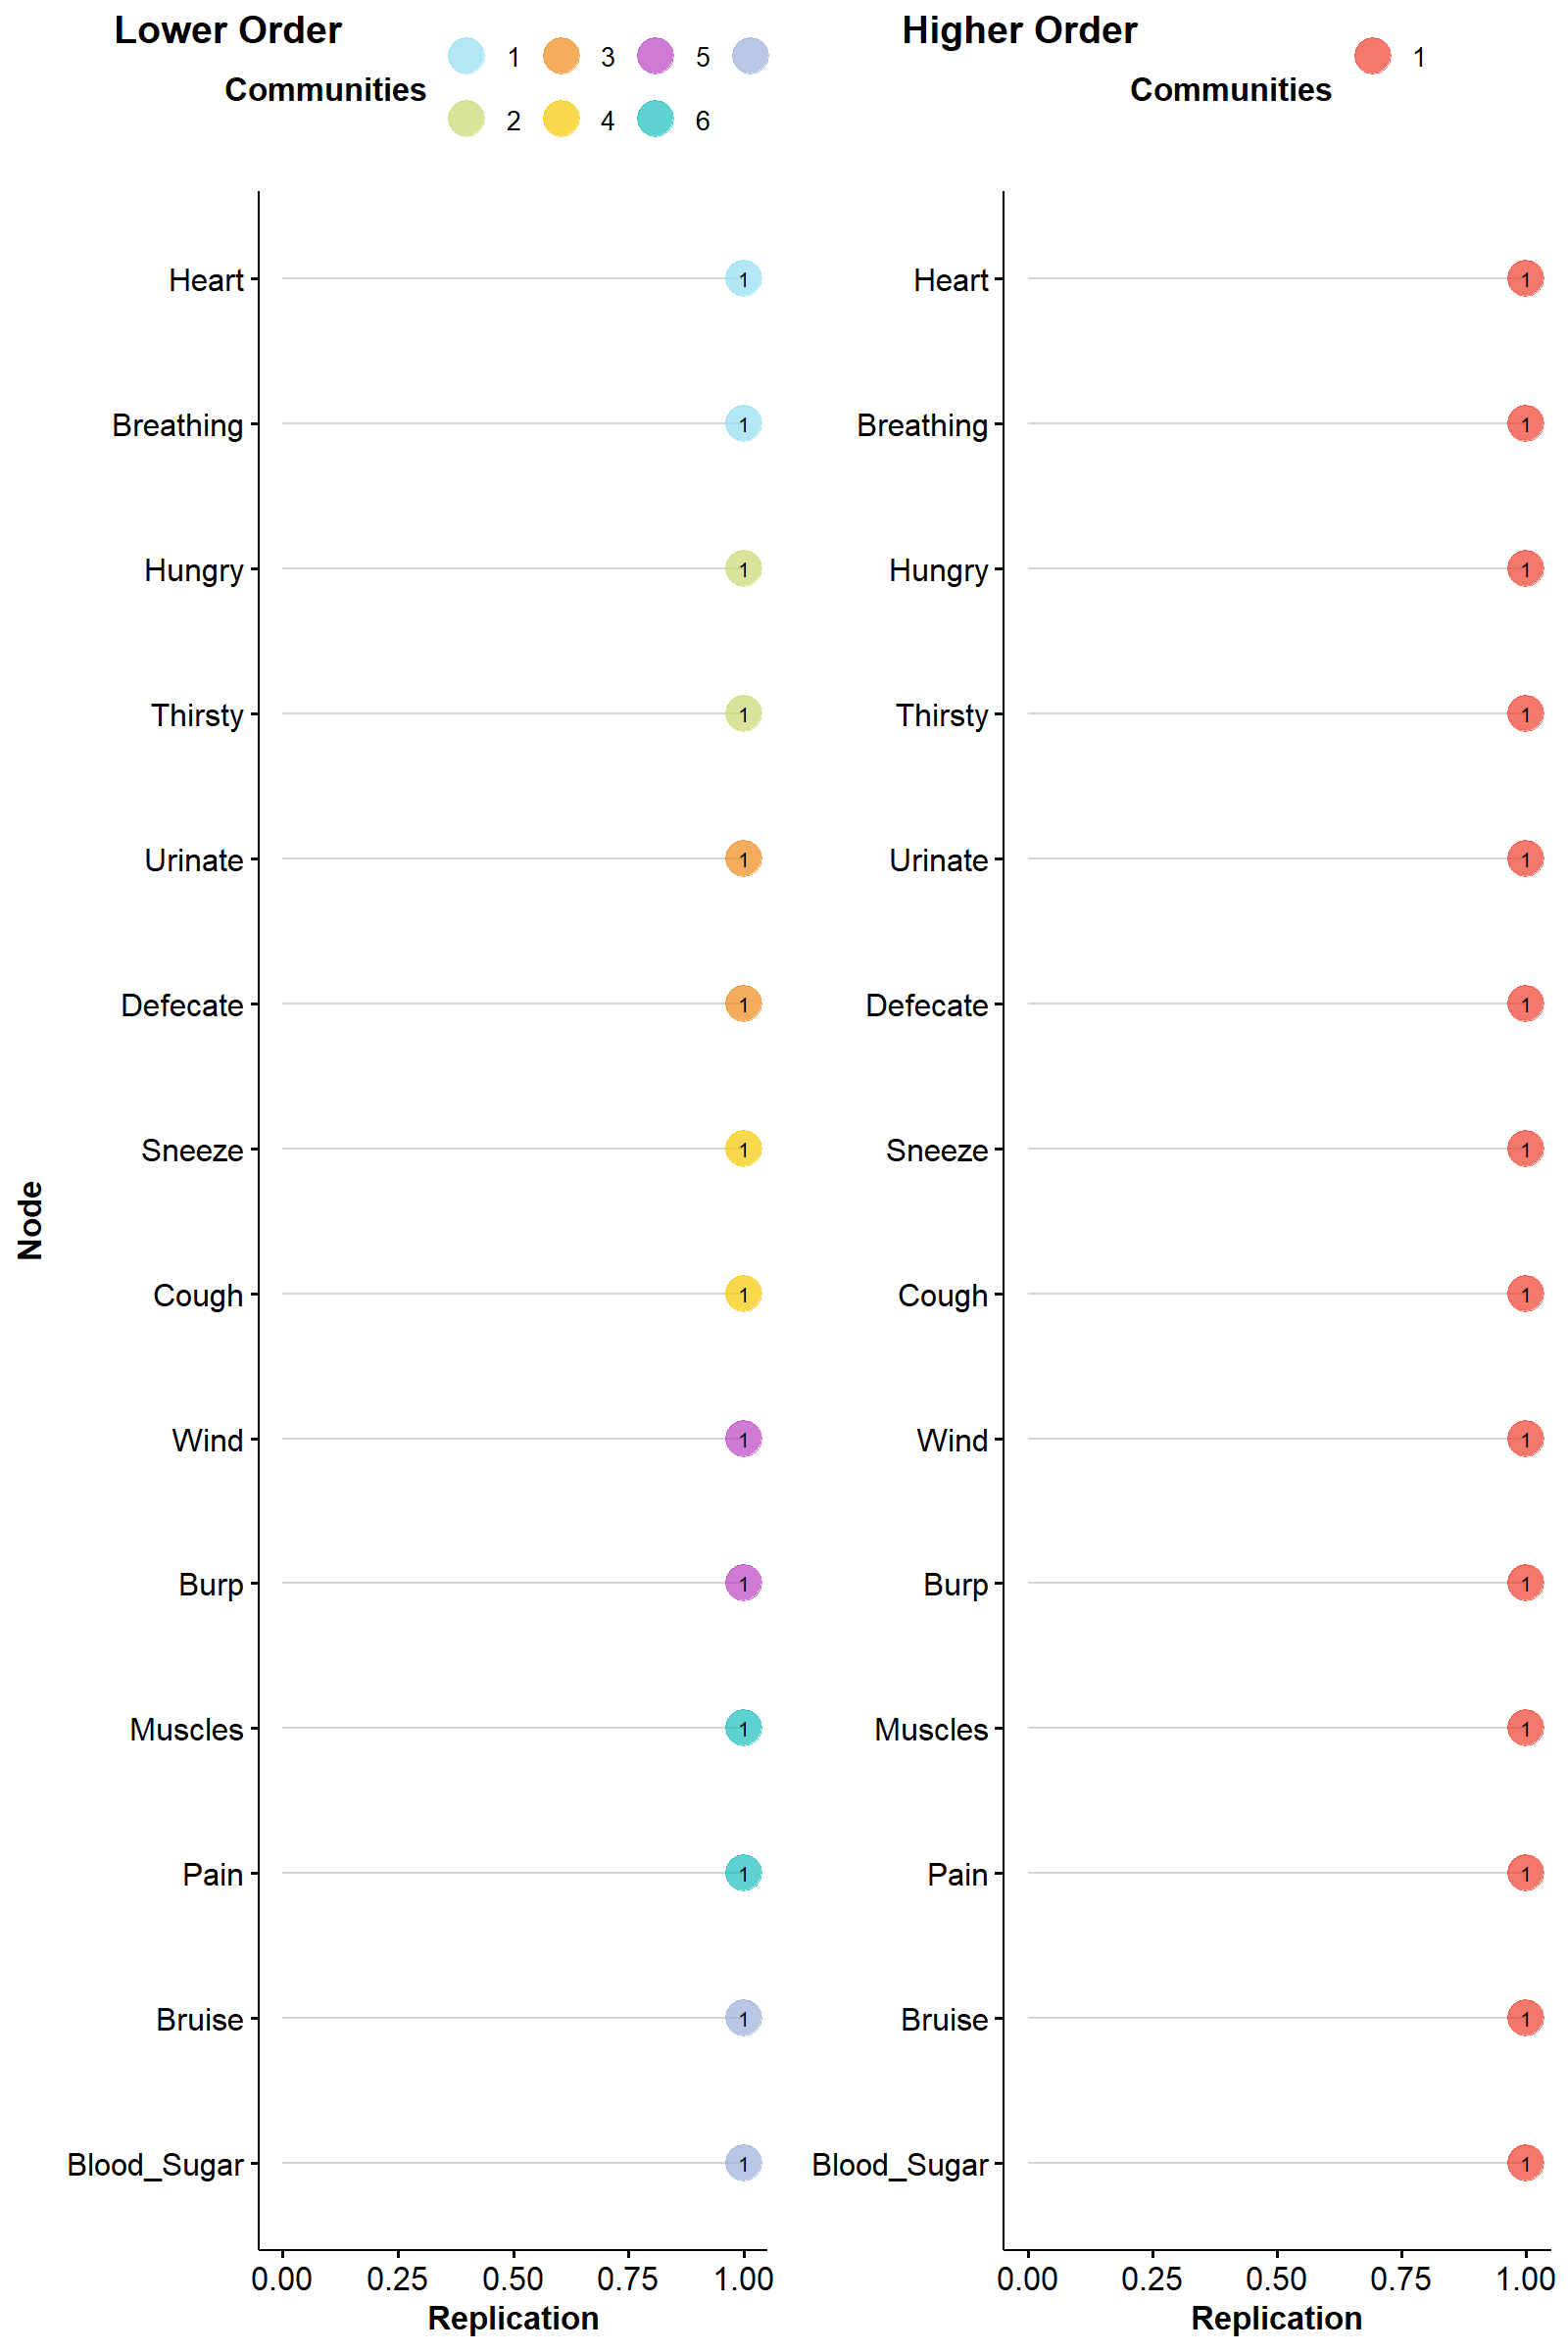 Lower Order
Communities
1 3 5
2 4 6
Heart 1
Breathing 1
Hungry 1
Thirsty 1
Urinate 1
Defecate 1
Sneeze 1
Cough 1
Wind 1
Burp 1
Muscles 1
Pain 1
Bruise 1
Blood_Sugar 1
Node
0.00 0.25 0.50 0.75 1.00
Replication
Higher Order
Communities
1
Heart 1
Breathing 1
Hungry 1
Thirsty 1
Urinate 1
Defecate 1
Sneeze 1
Cough 1
Wind 1
Burp 1
Muscles 1
Pain 1
Bruise 1
Blood_Sugar 1
0.00 0.25 0.50 0.75 1.00
Replication